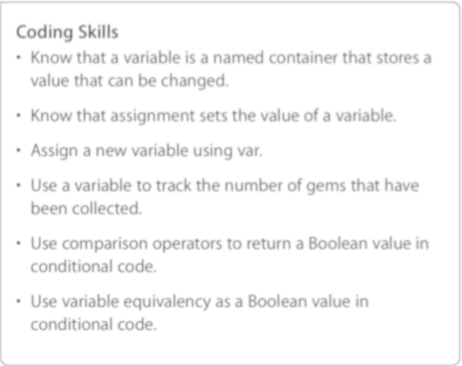 Coding Skills
• Know that a variable is a named container that stores a
value that can be changed.
• Know that assignment sets the value of a variable.
• Assign a new variable using var.
• Use a variable to track the number of gems that have
been collected.
• Use comparison operators to return a Boolean value in
conditional code.
• Use variable equivalency as a Boolean value in
conditional code.